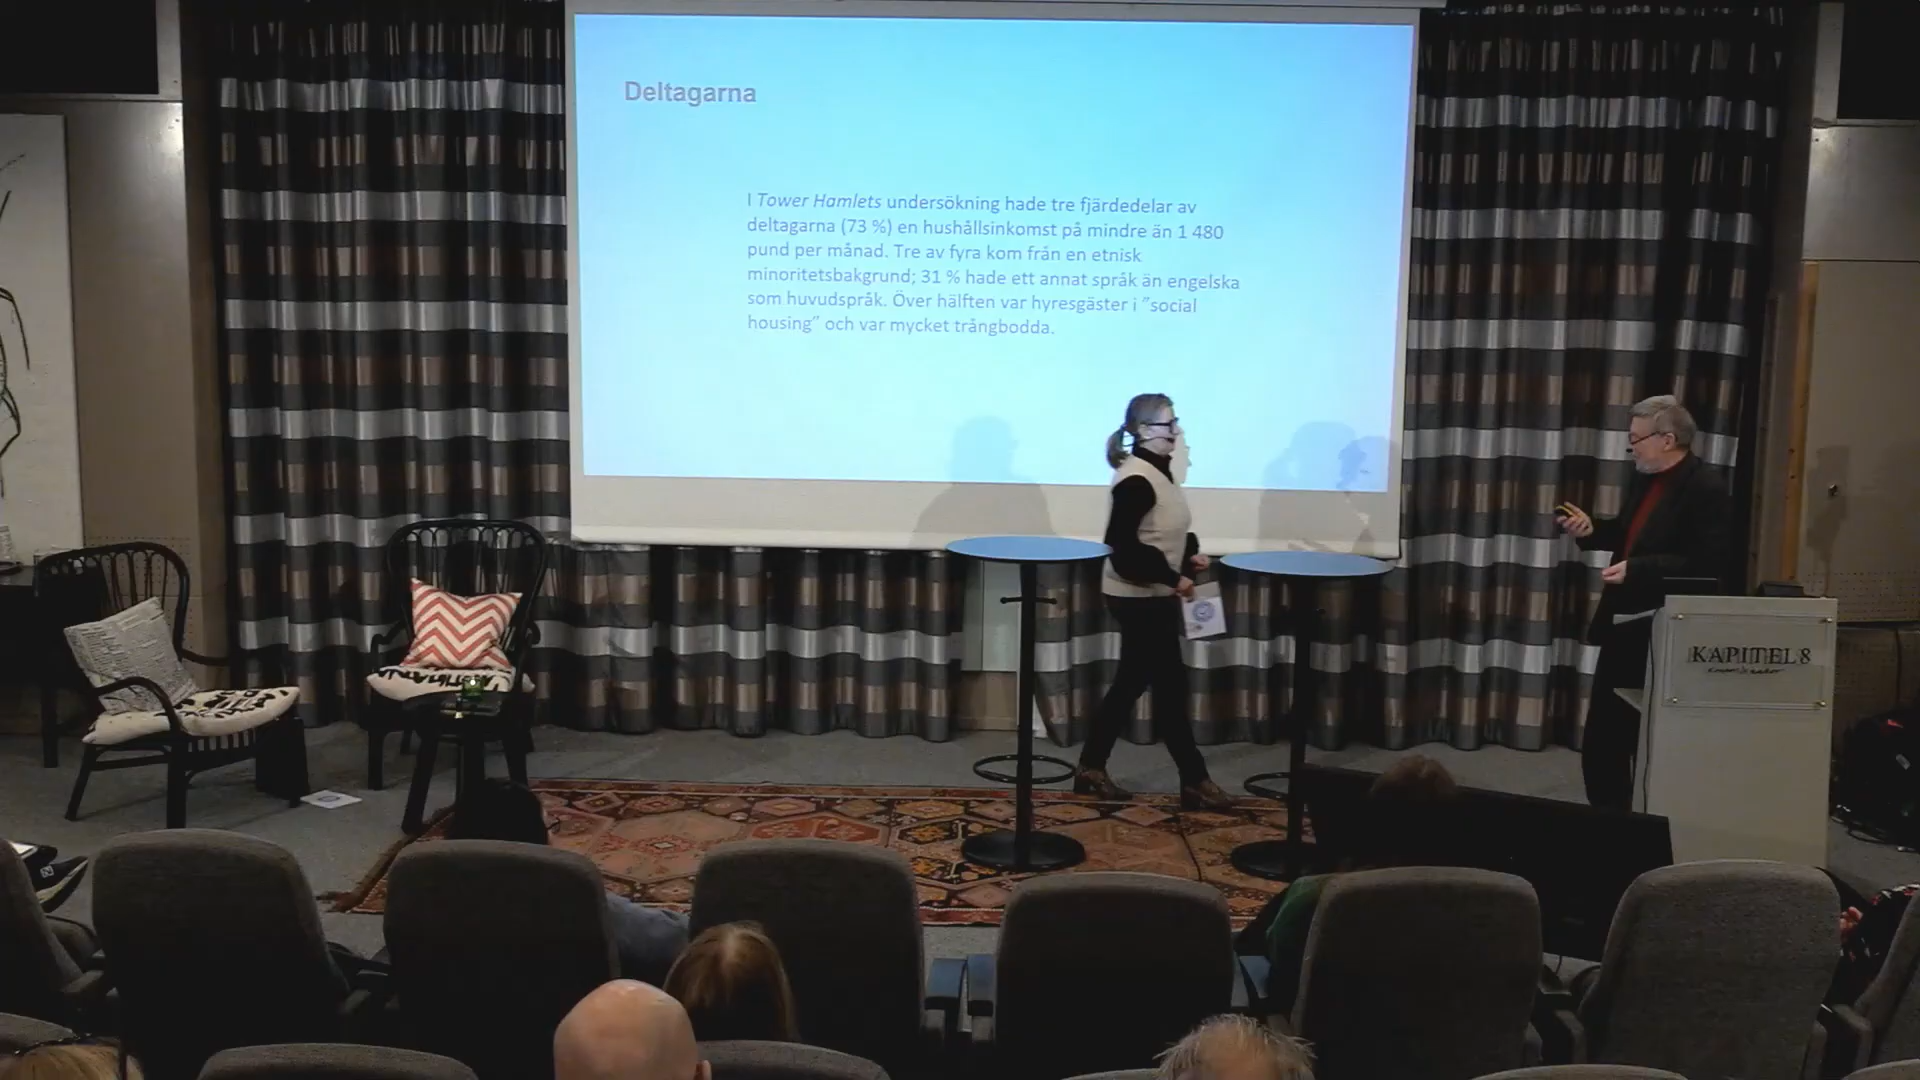 Deltagarna
I Tower Hamlets undersökning hade tre fjärdedelar av
deltagarna (73 %) en hushållsinkomst på mindre än 1 480
pund per månad. Tre av fyra kom från en etnisk
minoritetsbakgrund; 31 % hade ett annat språk än engelska
som huvudspråk. Över hälften var hyresgäster i ”social
housing” och var mycket trångbodda.
KAPITEL 8